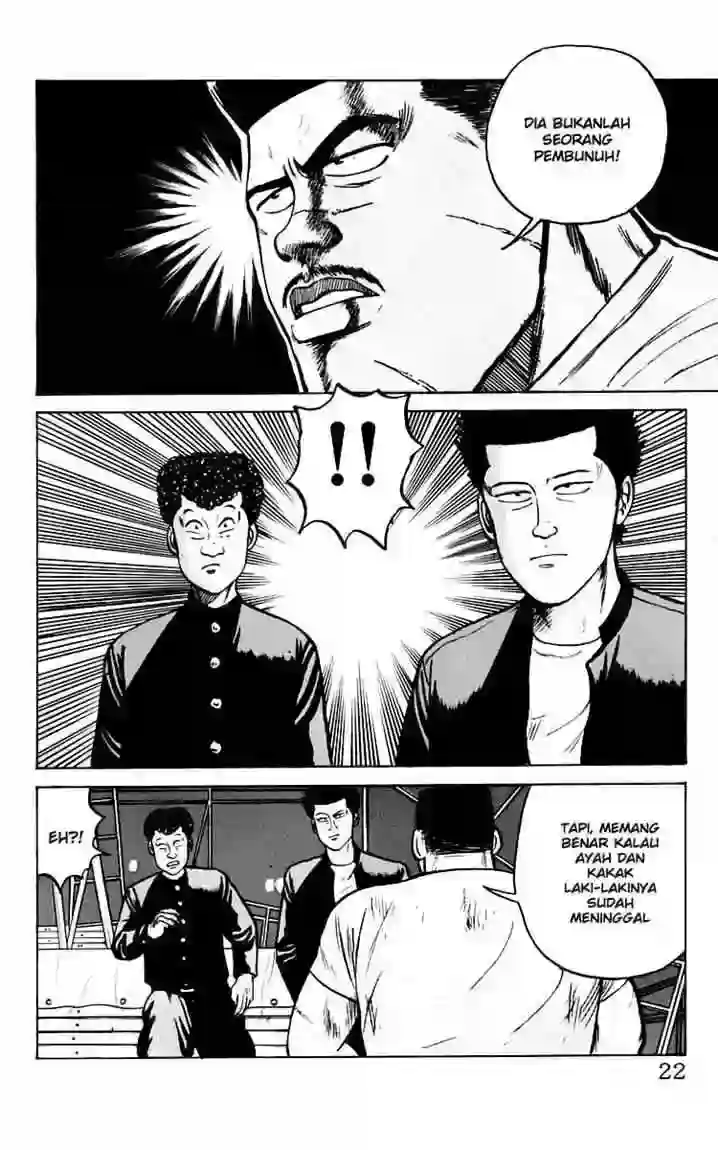 DIA BUKANLAH
SEORANG
PEMBUNUH!
!!
EH?!
TAPI, MEMANG
BENAR KALAU
AYAH DAN
KAKAK
LAKI-LAKINYA
SUDAH
MENINGGAL
22